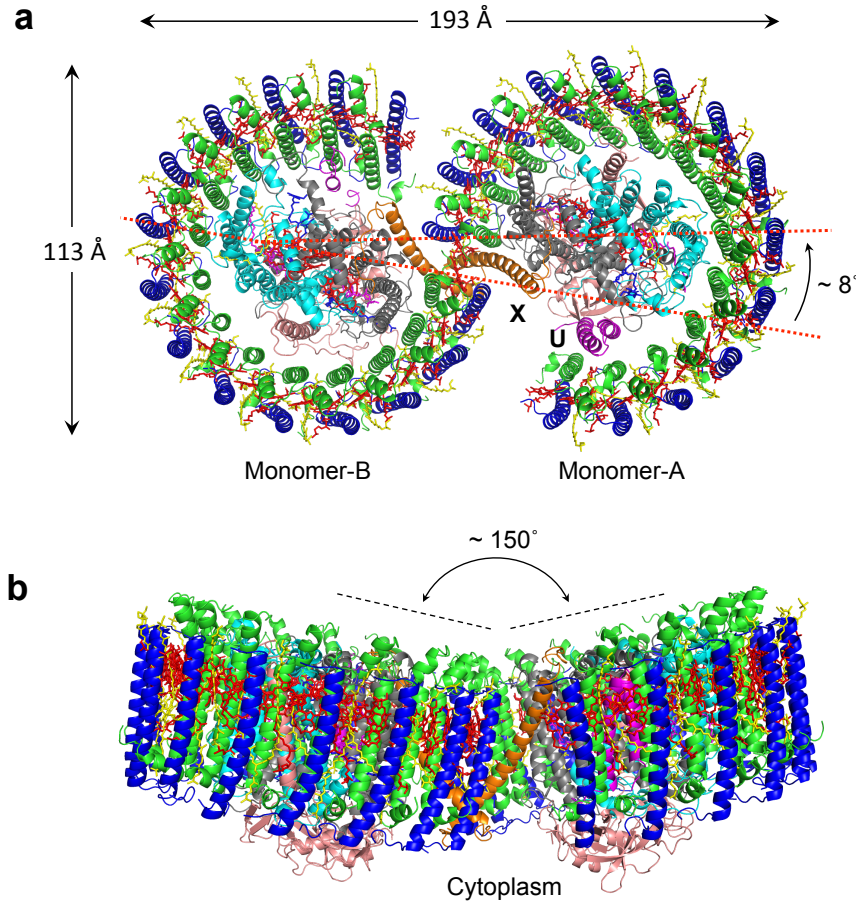 a
193 Å
113 Å
~ 8°
X
U
Monomer-B
Monomer-A
~ 150°
b
Cytoplasm